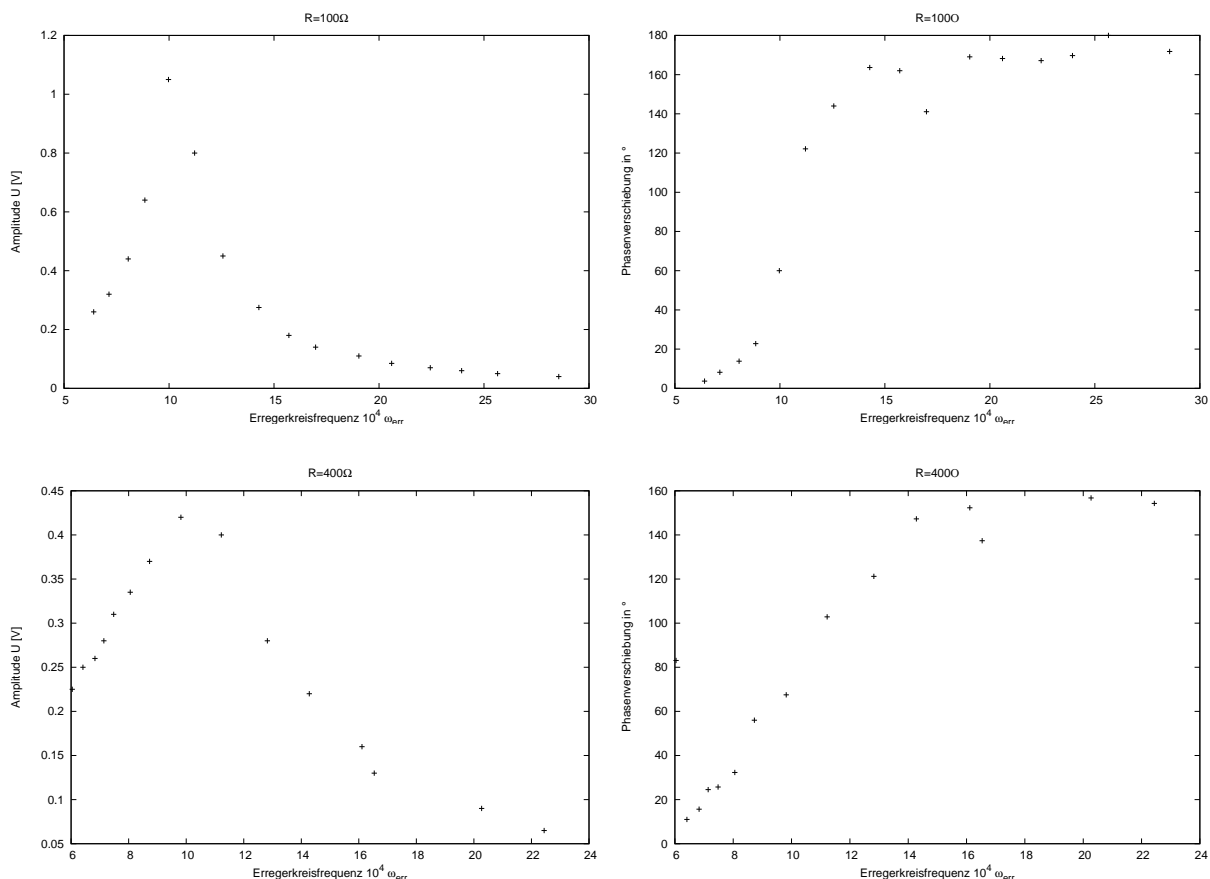 R=100Ω
1.2
1
0.8
0.6
0.4
0.2
0
Amplitude U [V]
5 10 15 20 25 30
Erregerkreisfrequenz 10⁴ ω_err
R=100O
180
160
140
120
100
80
60
40
20
0
Phasenverschiebung in °
5 10 15 20 25 30
Erregerkreisfrequenz 10⁴ ω_err
R=400Ω
0.45
0.4
0.35
0.3
0.25
0.2
0.15
0.1
0.05
Amplitude U [V]
6 8 10 12 14 16 18 20 22 24
Erregerkreisfrequenz 10⁴ ω_err
R=400O
160
140
120
100
80
60
40
20
0
Phasenverschiebung in °
6 8 10 12 14 16 18 20 22 24
Erregerkreisfrequenz 10⁴ ω_err